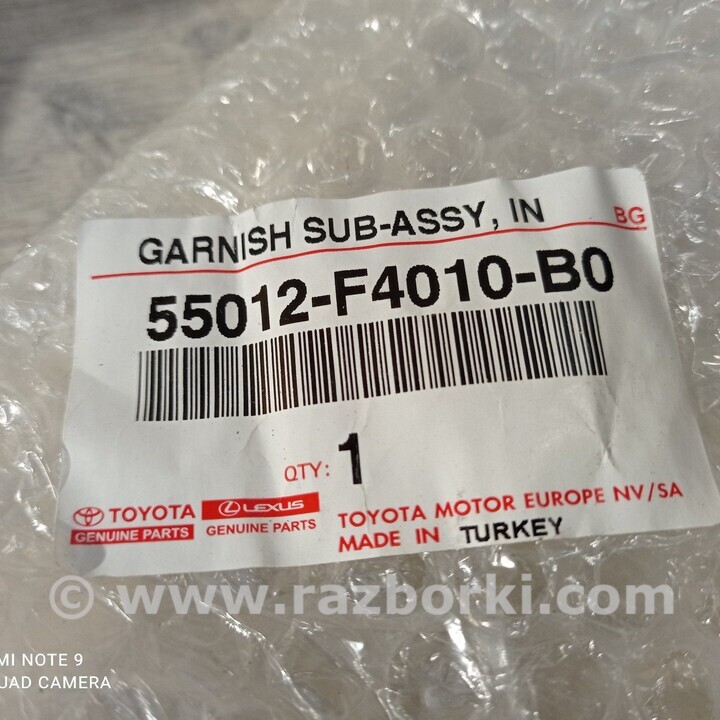 GARNISH SUB-ASSY, IN BG
55012-F4010-B0
QTY: 1
TOYOTA
GENUINE PARTS
LEXUS
GENUINE PARTS
TOYOTA MOTOR EUROPE NV/SA
MADE IN TURKEY
© www.razborki.com
MI NOTE 9
UAD CAMERA